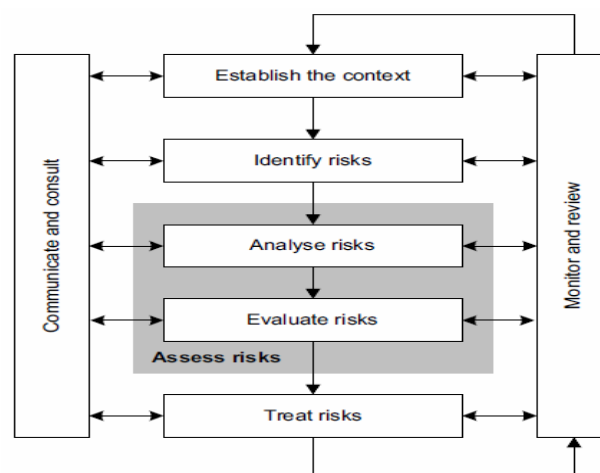 Establish the context
Identify risks
Analyse risks
Evaluate risks
Assess risks
Treat risks
Communicate and consult
Monitor and review